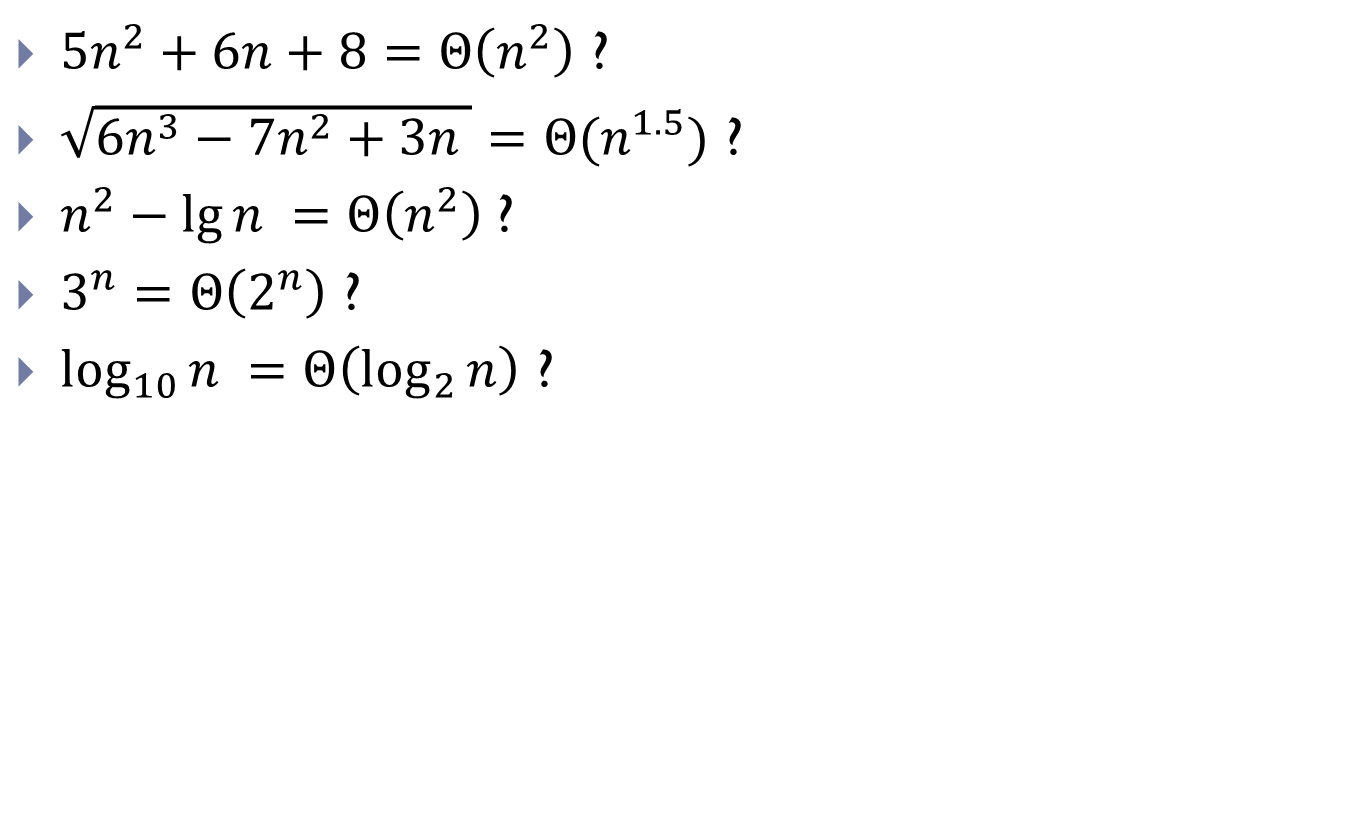 5n² + 6n + 8 = Θ(n²) ?
√(6n³ − 7n² + 3n) = Θ(n^1.5) ?
n² − lg n = Θ(n²) ?
3ⁿ = Θ(2ⁿ) ?
log₁₀ n = Θ(log₂ n) ?